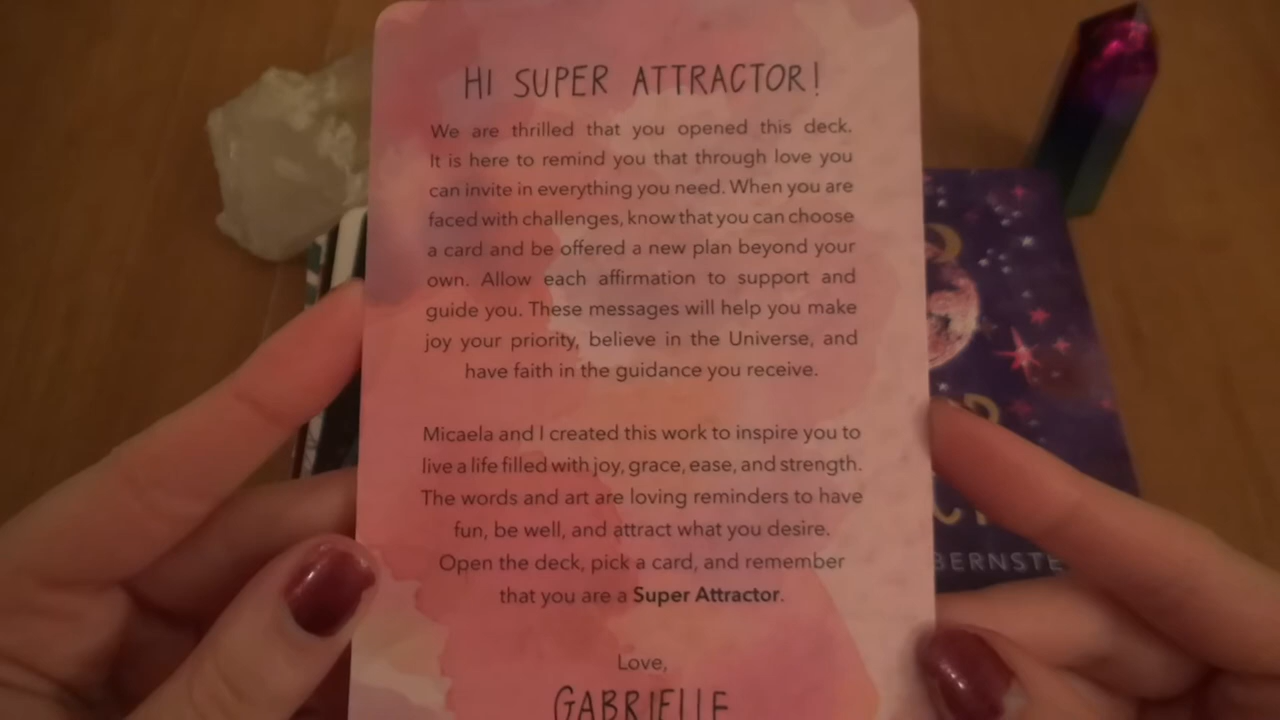 HI SUPER ATTRACTOR!
We are thrilled that you opened this deck.
It is here to remind you that through love you
can invite in everything you need. When you are
faced with challenges, know that you can choose
a card and be offered a new plan beyond your
own. Allow each affirmation to support and
guide you. These messages will help you make
joy your priority, believe in the Universe, and
have faith in the guidance you receive.
Micaela and I created this work to inspire you to
live a life filled with joy, grace, ease, and strength.
The words and art are loving reminders to have
fun, be well, and attract what you desire.
Open the deck, pick a card, and remember
that you are a Super Attractor.
Love,
GABRIELLE
BERNSTE